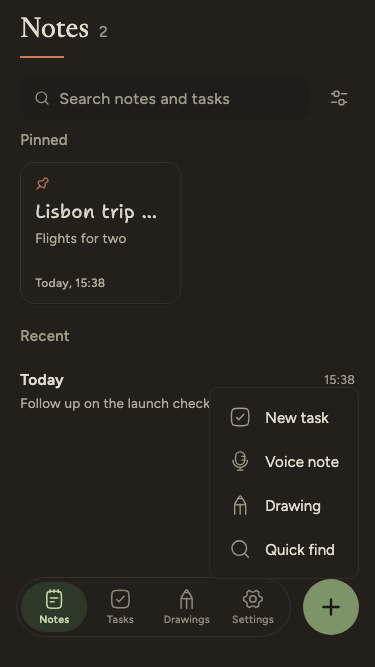 Notes 2
Search notes and tasks
Pinned
Lisbon trip ...
Flights for two
Today, 15:38
Recent
Today 15:38
Follow up on the launch check
New task
Voice note
Drawing
Quick find
Notes Tasks Drawings Settings